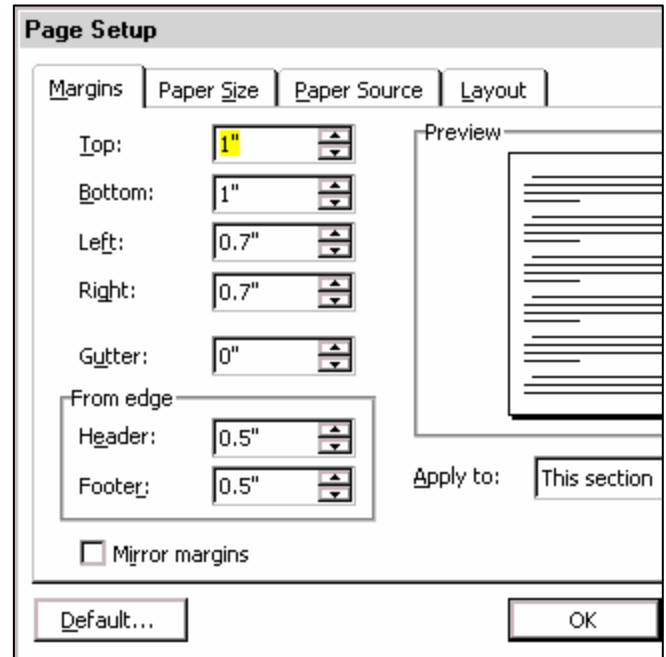 Page Setup
Margins Paper Size Paper Source Layout
Top: 1"
Preview
Bottom: 1"
Left: 0.7"
Right: 0.7"
Gutter: 0"
From edge
Header: 0.5"
Footer: 0.5"
Apply to: This section
Mirror margins
Default... OK